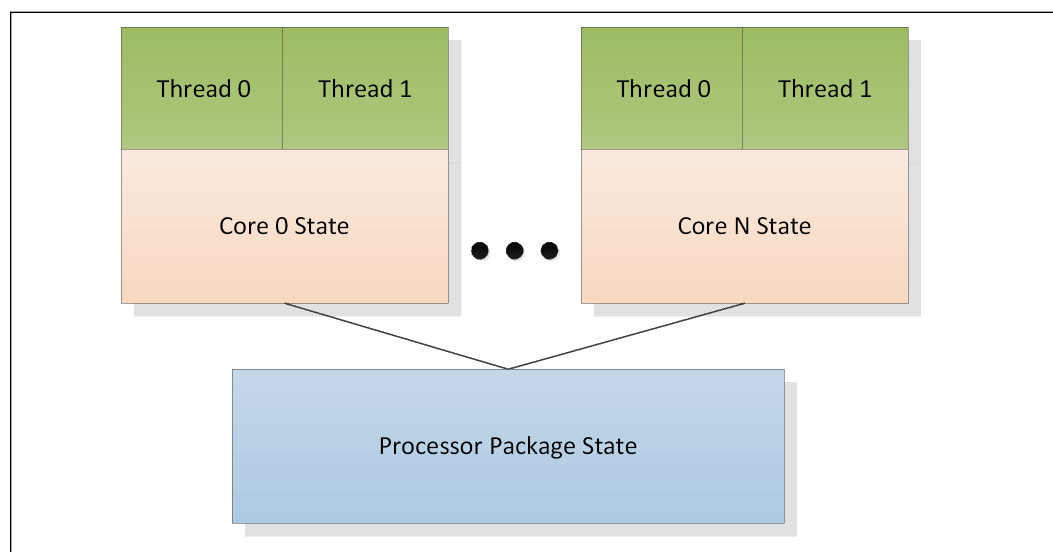 Thread 0
Thread 1
Thread 0
Thread 1
Core 0 State
Core N State
Processor Package State